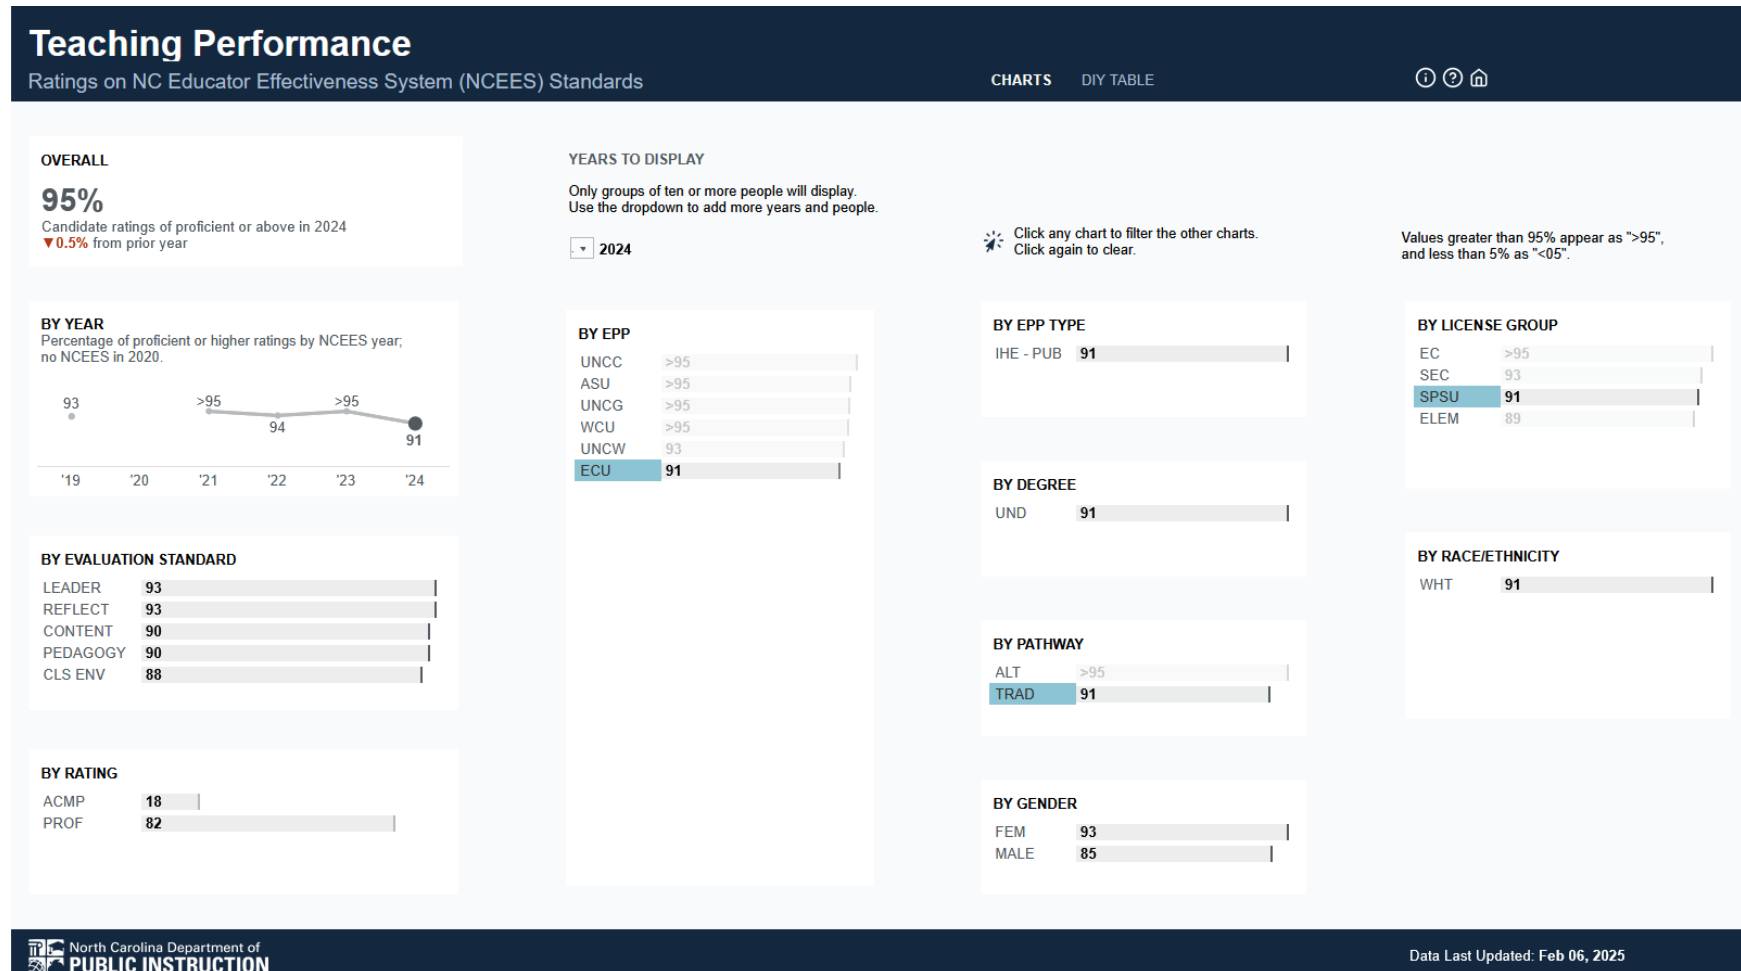 Teaching Performance
Ratings on NC Educator Effectiveness System (NCEES) Standards
CHARTS DIY TABLE
OVERALL
95%
Candidate ratings of proficient or above in 2024
▼0.5% from prior year
YEARS TO DISPLAY
Only groups of ten or more people will display.
Use the dropdown to add more years and people.
2024
Click any chart to filter the other charts.
Click again to clear.
Values greater than 95% appear as ">95",
and less than 5% as "<05".
BY YEAR
Percentage of proficient or higher ratings by NCEES year;
no NCEES in 2020.
93 >95 94 >95 91
'19 '20 '21 '22 '23 '24
BY EVALUATION STANDARD
LEADER 93
REFLECT 93
CONTENT 90
PEDAGOGY 90
CLS ENV 88
BY RATING
ACMP 18
PROF 82
BY EPP
UNCC >95
ASU >95
UNCG >95
WCU >95
UNCW 93
ECU 91
BY EPP TYPE
IHE - PUB 91
BY DEGREE
UND 91
BY PATHWAY
ALT >95
TRAD 91
BY GENDER
FEM 93
MALE 85
BY LICENSE GROUP
EC >95
SEC 93
SPSU 91
ELEM 89
BY RACE/ETHNICITY
WHT 91
North Carolina Department of
PUBLIC INSTRUCTION
Data Last Updated: Feb 06, 2025